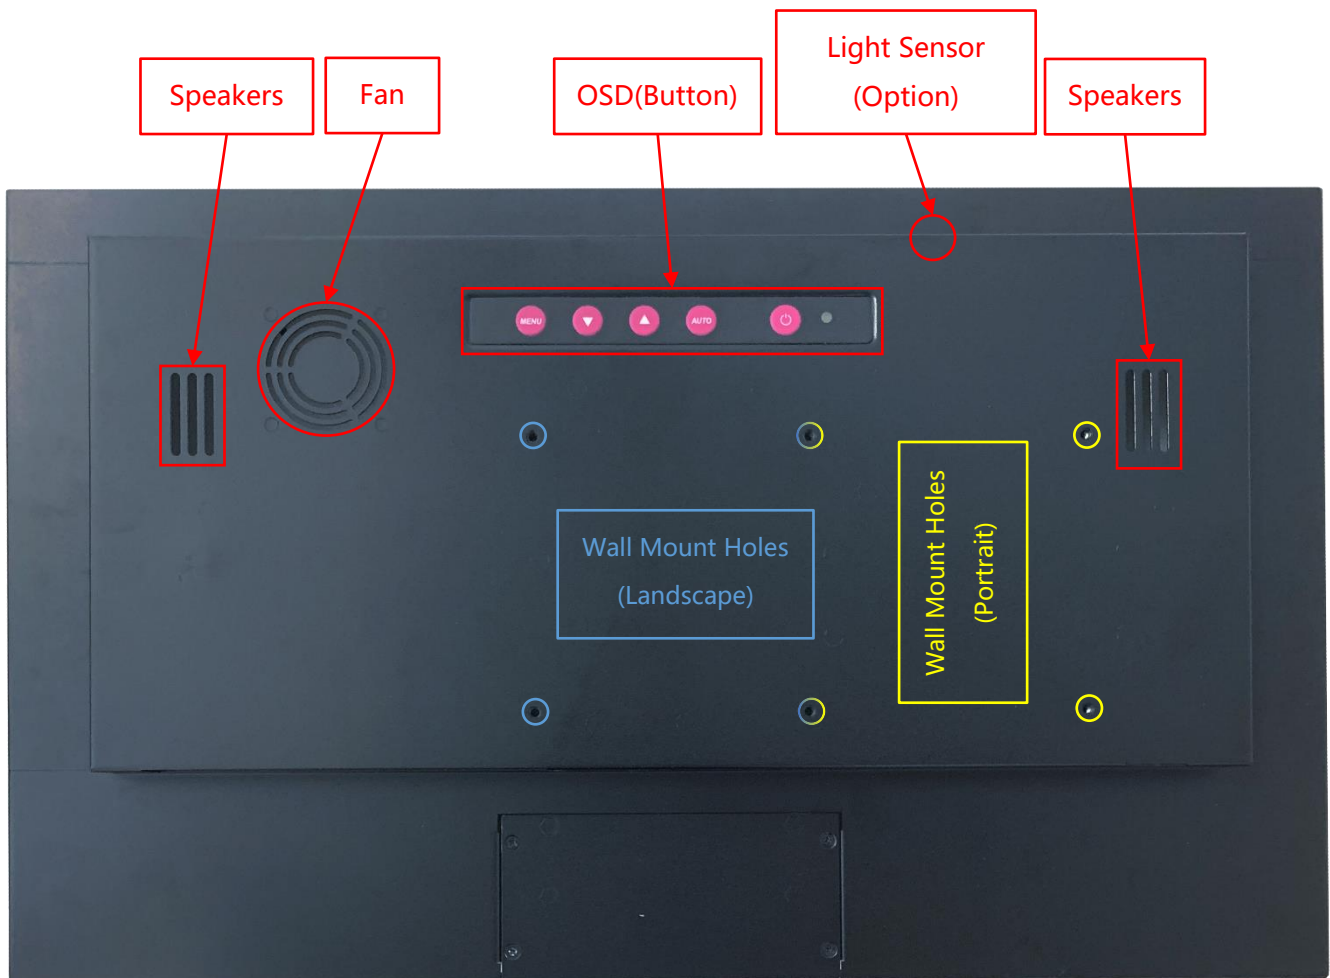 Speakers
Fan
OSD(Button)
Light Sensor
(Option)
Speakers
MENU
AUTO
Wall Mount Holes
(Landscape)
Wall Mount Holes
(Portrait)